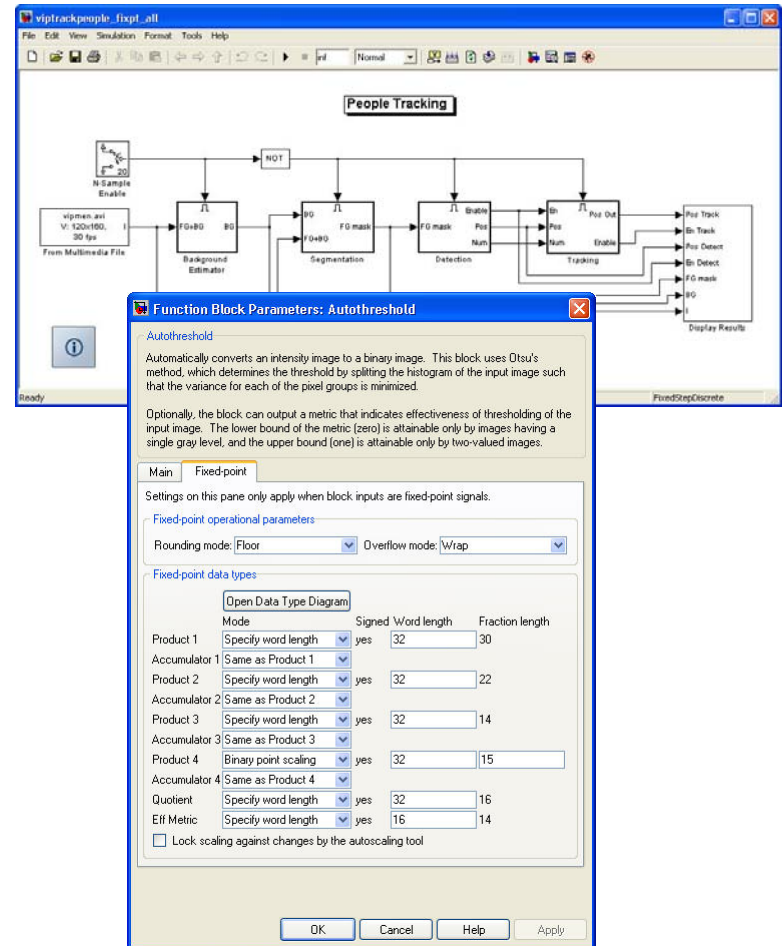 viptrackpeople_fixpt_all
File Edit View Simulation Format Tools Help
inf Normal
People Tracking
20
N-Sample
Enable
NOT
vipmen.avi
V: 120x160,
30 fps
I
From Multimedia File
FG+BG BG
Background
Estimator
BG
FG+BG
FG mask
Segmentation
FG mask
Enable
Pos
Num
Detection
En
Pos
Num
Pos Out
Enable
Tracking
Pos Track
En Track
Pos Detect
En Detect
FG mask
BG
I
Display Results
Ready
FixedStepDiscrete
Function Block Parameters: Autothreshold
Autothreshold
Automatically converts an intensity image to a binary image. This block uses Otsu's
method, which determines the threshold by splitting the histogram of the input image such
that the variance for each of the pixel groups is minimized.
Optionally, the block can output a metric that indicates effectiveness of thresholding of the
input image. The lower bound of the metric (zero) is attainable only by images having a
single gray level, and the upper bound (one) is attainable only by two-valued images.
Main Fixed-point
Settings on this pane only apply when block inputs are fixed-point signals.
Fixed-point operational parameters
Rounding mode: Floor Overflow mode: Wrap
Fixed-point data types
Open Data Type Diagram
Mode Signed Word length Fraction length
Product 1 Specify word length yes 32 30
Accumulator 1 Same as Product 1
Product 2 Specify word length yes 32 22
Accumulator 2 Same as Product 2
Product 3 Specify word length yes 32 14
Accumulator 3 Same as Product 3
Product 4 Binary point scaling yes 32 15
Accumulator 4 Same as Product 4
Quotient Specify word length yes 32 16
Eff Metric Specify word length yes 16 14
Lock scaling against changes by the autoscaling tool
OK Cancel Help Apply